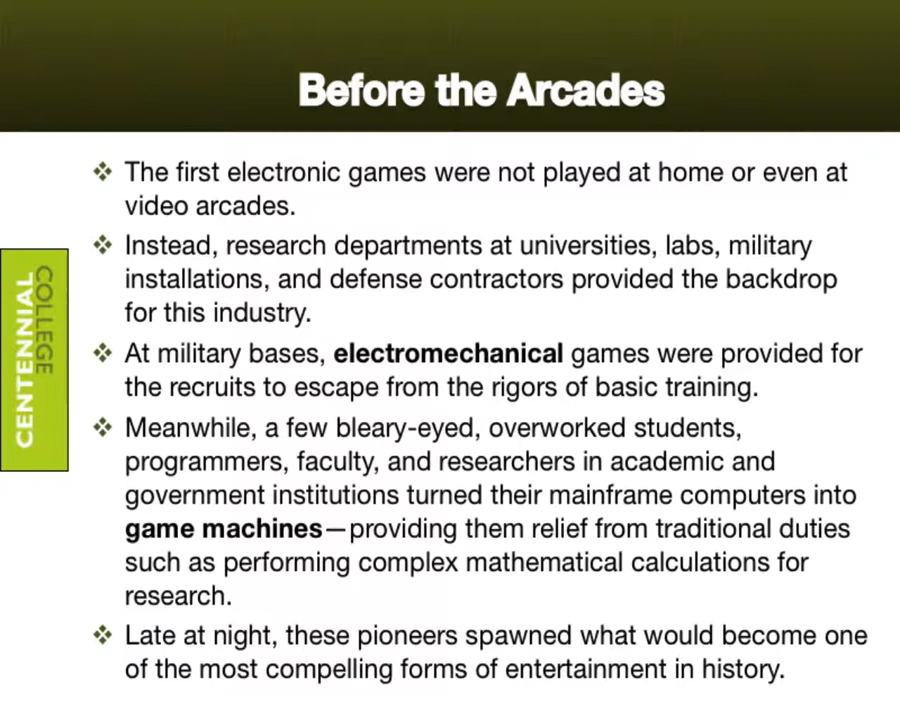 Before the Arcades
The first electronic games were not played at home or even at
video arcades.
Instead, research departments at universities, labs, military
installations, and defense contractors provided the backdrop
for this industry.
At military bases, electromechanical games were provided for
the recruits to escape from the rigors of basic training.
Meanwhile, a few bleary-eyed, overworked students,
programmers, faculty, and researchers in academic and
government institutions turned their mainframe computers into
game machines—providing them relief from traditional duties
such as performing complex mathematical calculations for
research.
Late at night, these pioneers spawned what would become one
of the most compelling forms of entertainment in history.
CENTENNIAL
COLLEGE